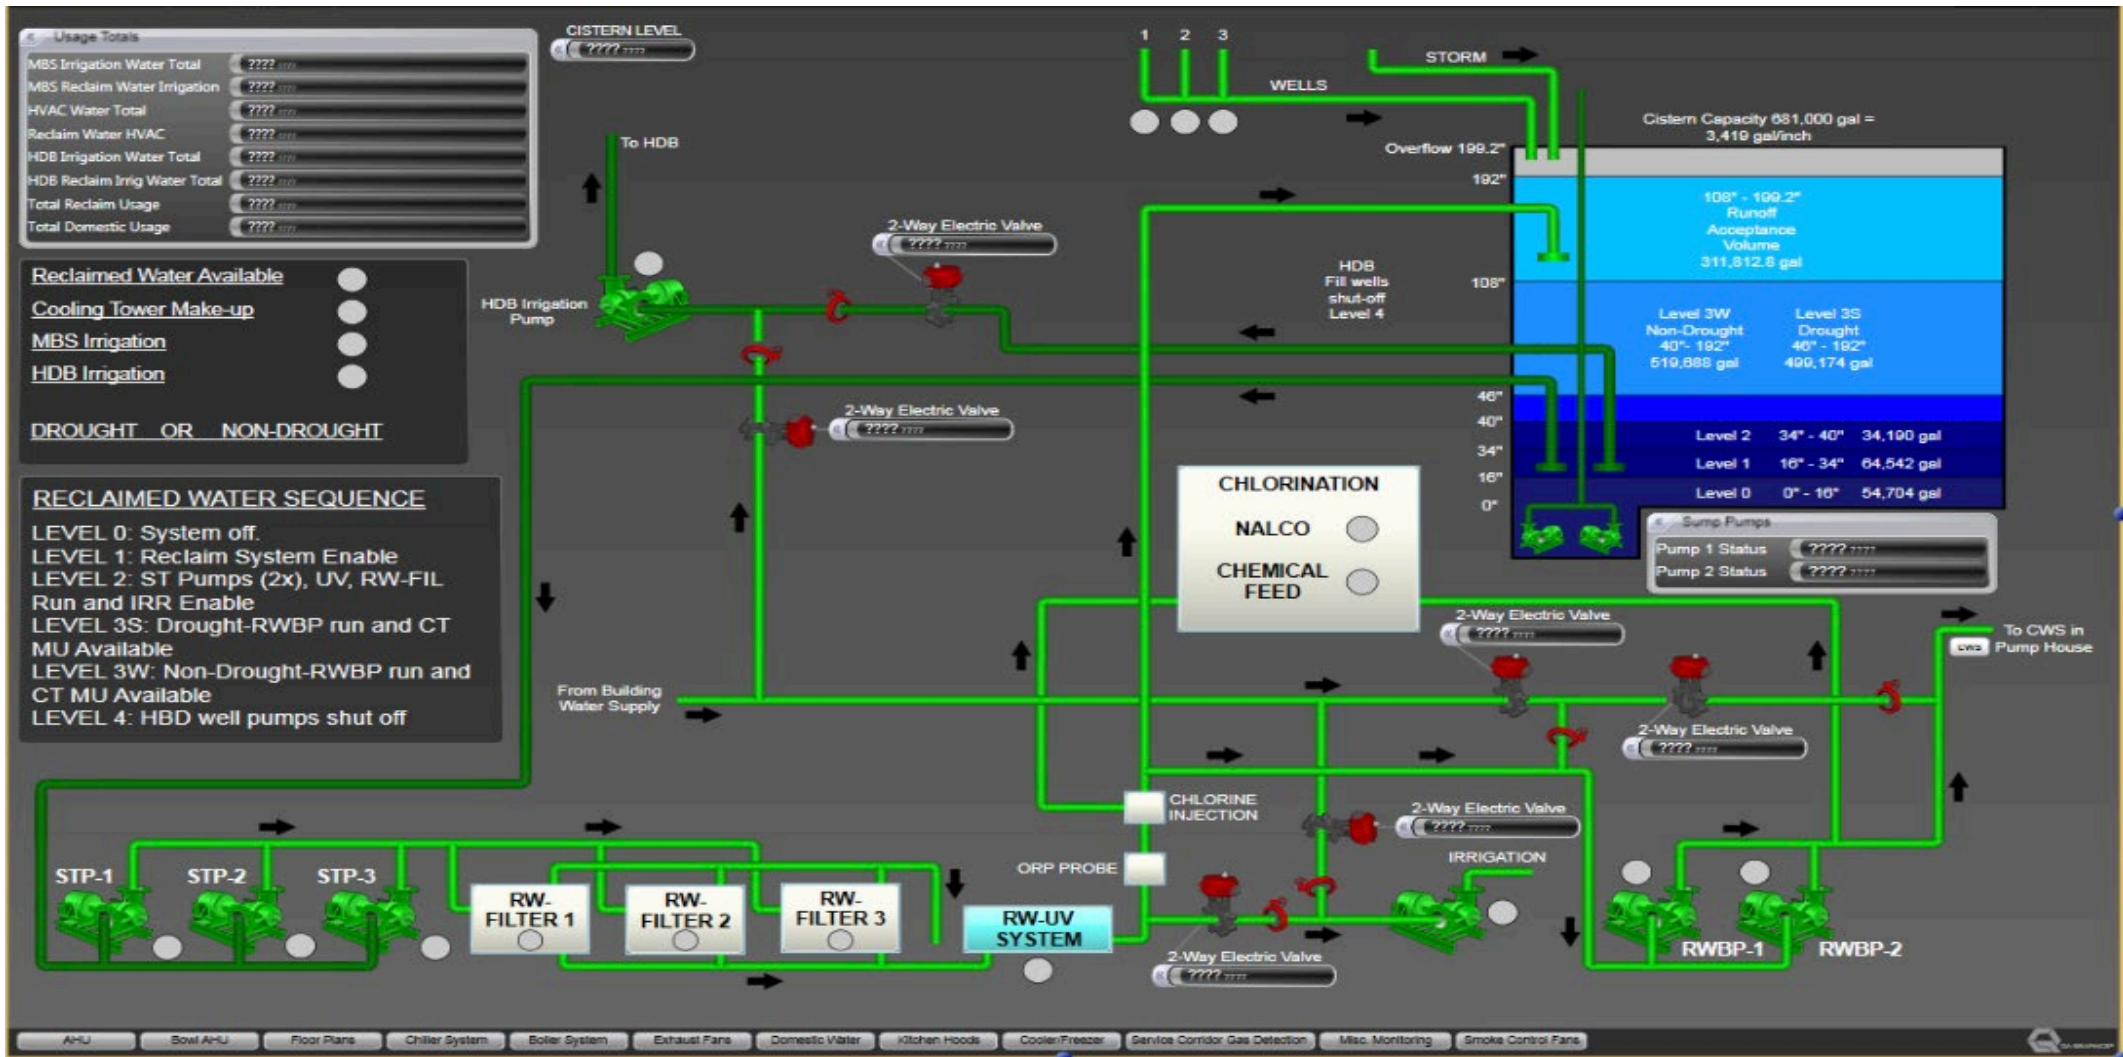 Usage Totals
MBS Irrigation Water Total ????
MBS Reclaim Water Irrigation ????
HVAC Water Total ????
Reclaim Water HVAC ????
HDB Irrigation Water Total ????
HDB Reclaim Irrig Water Total ????
Total Reclaim Usage ????
Total Domestic Usage ????
CISTERN LEVEL
???? ????
Reclaimed Water Available
Cooling Tower Make-up
MBS Irrigation
HDB Irrigation
DROUGHT OR NON-DROUGHT
RECLAIMED WATER SEQUENCE
LEVEL 0: System off.
LEVEL 1: Reclaim System Enable
LEVEL 2: ST Pumps (2x), UV, RW-FIL
Run and IRR Enable
LEVEL 3S: Drought-RWBP run and CT
MU Available
LEVEL 3W: Non-Drought-RWBP run and
CT MU Available
LEVEL 4: HBD well pumps shut off
To HDB
HDB Irrigation
Pump
2-Way Electric Valve
???? ????
2-Way Electric Valve
???? ????
1 2 3
WELLS
STORM
Cistern Capacity 681,000 gal =
3,419 gal/inch
Overflow 199.2"
192"
108"
46"
40"
34"
16"
0"
HDB
Fill wells
shut-off
Level 4
108" - 199.2"
Runoff
Acceptance
Volume
311,812.8 gal
Level 3W
Non-Drought
40"- 192"
519,688 gal
Level 3S
Drought
46" - 192"
499,174 gal
Level 2 34" - 40" 34,190 gal
Level 1 16" - 34" 64,542 gal
Level 0 0" - 16" 54,704 gal
Sump Pumps
Pump 1 Status ???? ????
Pump 2 Status ???? ????
CHLORINATION
NALCO
CHEMICAL
FEED
From Building
Water Supply
2-Way Electric Valve
???? ????
2-Way Electric Valve
???? ????
To CWS in
Pump House
CWS
CHLORINE
INJECTION
ORP PROBE
2-Way Electric Valve
???? ????
IRRIGATION
2-Way Electric Valve
???? ????
STP-1
STP-2
STP-3
RW-
FILTER 1
RW-
FILTER 2
RW-
FILTER 3
RW-UV
SYSTEM
RWBP-1
RWBP-2
AHU
Bowl AHU
Floor Plans
Chiller System
Boiler System
Exhaust Fans
Domestic Water
Kitchen Hoods
Cooler/Freezer
Service Corridor Gas Detection
Misc. Monitoring
Smoke Control Fans